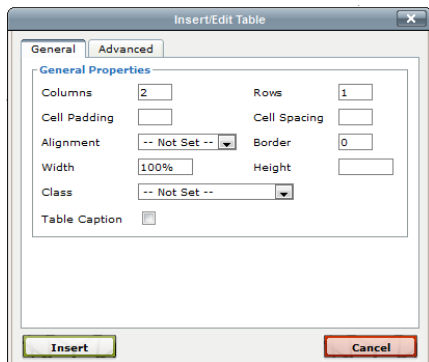 Insert/Edit Table X
General Advanced
General Properties
Columns 2 Rows 1
Cell Padding Cell Spacing
Alignment -- Not Set -- Border 0
Width 100% Height
Class -- Not Set --
Table Caption
Insert Cancel